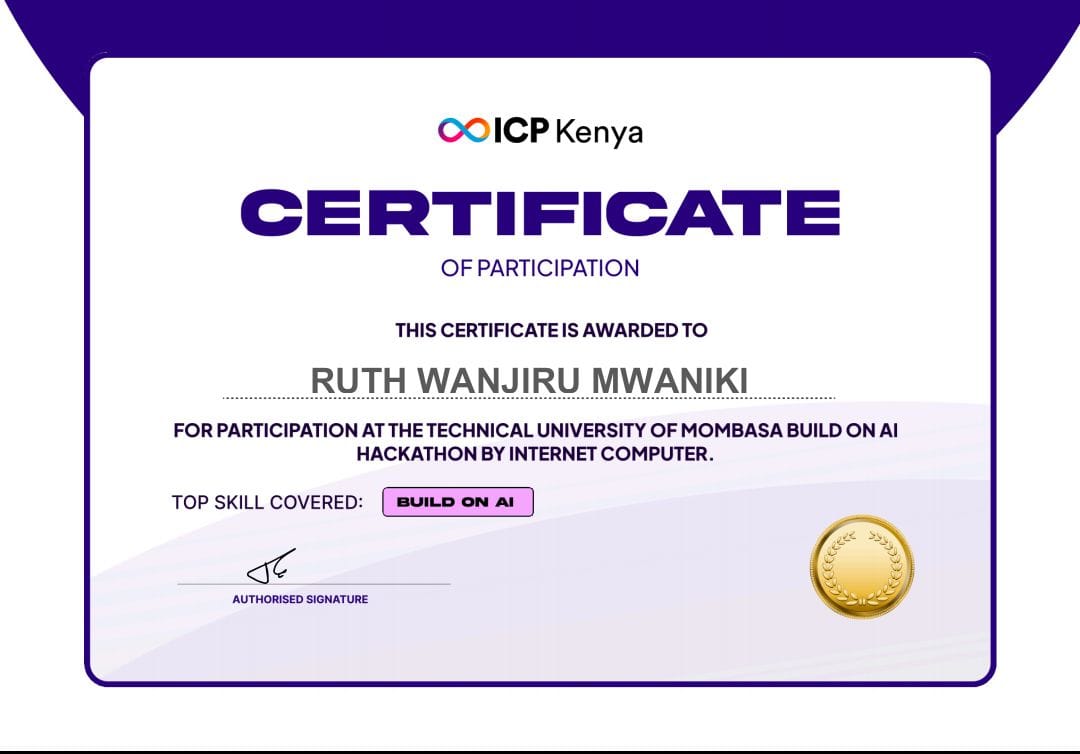 ICP Kenya
CERTIFICATE
OF PARTICIPATION
THIS CERTIFICATE IS AWARDED TO
RUTH WANJIRU MWANIKI
FOR PARTICIPATION AT THE TECHNICAL UNIVERSITY OF MOMBASA BUILD ON AI
HACKATHON BY INTERNET COMPUTER.
TOP SKILL COVERED: BUILD ON AI
AUTHORISED SIGNATURE